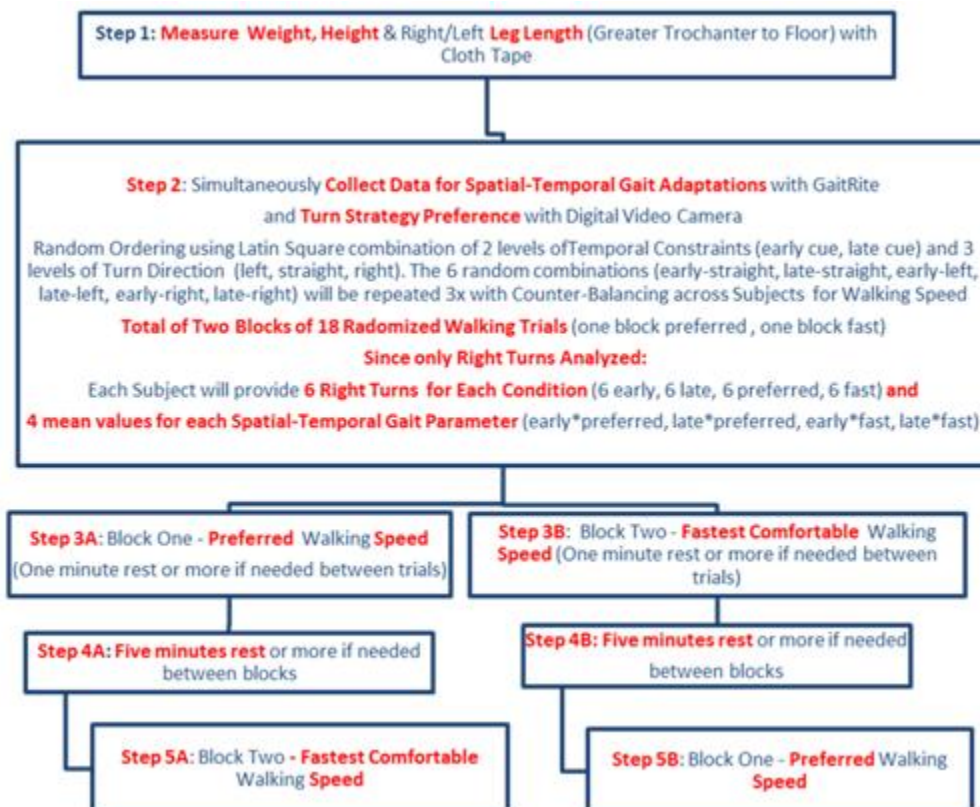 Step 1: Measure Weight, Height & Right/Left Leg Length (Greater Trochanter to Floor) with
Cloth Tape
Step 2: Simultaneously Collect Data for Spatial-Temporal Gait Adaptations with GaitRite
and Turn Strategy Preference with Digital Video Camera
Random Ordering using Latin Square combination of 2 levels ofTemporal Constraints (early cue, late cue) and 3
levels of Turn Direction (left, straight, right). The 6 random combinations (early-straight, late-straight, early-left,
late-left, early-right, late-right) will be repeated 3x with Counter-Balancing across Subjects for Walking Speed
Total of Two Blocks of 18 Radomized Walking Trials (one block preferred , one block fast)
Since only Right Turns Analyzed:
Each Subject will provide 6 Right Turns for Each Condition (6 early, 6 late, 6 preferred, 6 fast) and
4 mean values for each Spatial-Temporal Gait Parameter (early*preferred, late*preferred, early*fast, late*fast)
Step 3A: Block One - Preferred Walking Speed
(One minute rest or more if needed between trials)
Step 3B: Block Two - Fastest Comfortable Walking
Speed (One minute rest or more if needed between
trials)
Step 4A: Five minutes rest or more if needed
between blocks
Step 4B: Five minutes rest or more if needed
between blocks
Step 5A: Block Two - Fastest Comfortable
Walking Speed
Step 5B: Block One - Preferred Walking
Speed